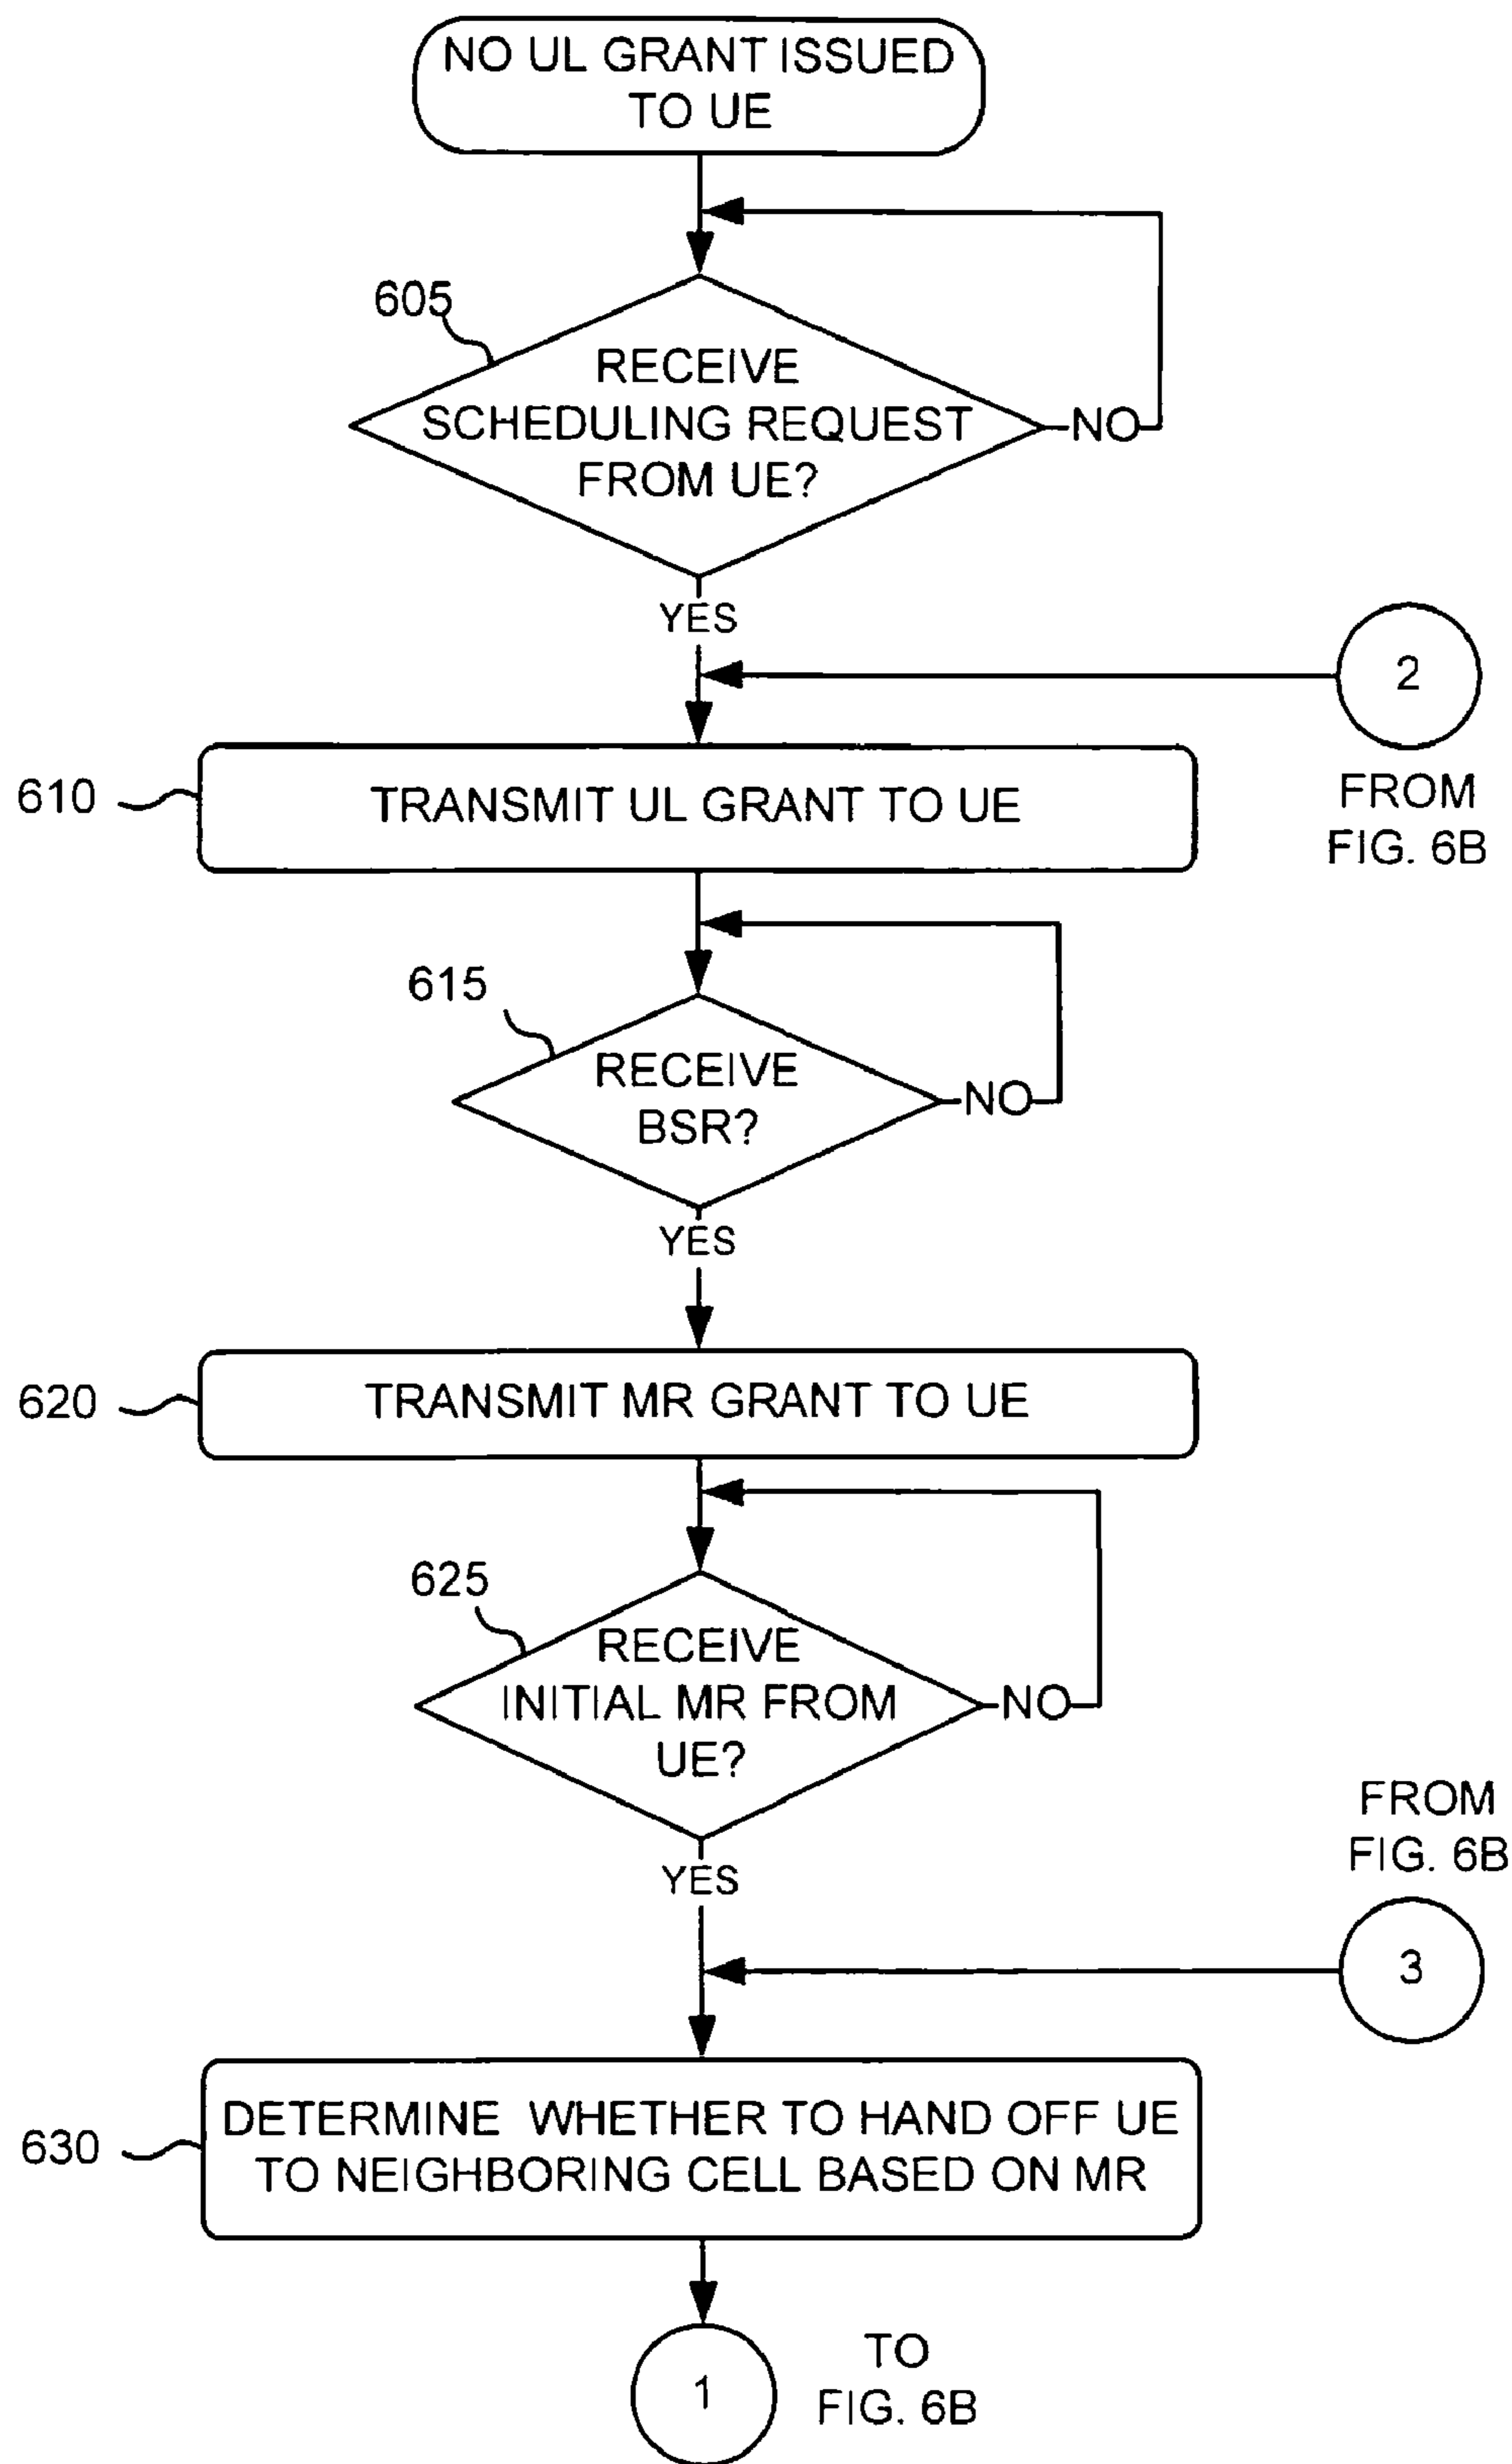 NO UL GRANT ISSUED
TO UE
605
RECEIVE
SCHEDULING REQUEST
FROM UE?
NO
YES
2
FROM
FIG. 6B
610
TRANSMIT UL GRANT TO UE
615
RECEIVE
BSR?
NO
YES
620
TRANSMIT MR GRANT TO UE
625
RECEIVE
INITIAL MR FROM
UE?
NO
YES
FROM
FIG. 6B
3
630
DETERMINE WHETHER TO HAND OFF UE
TO NEIGHBORING CELL BASED ON MR
1
TO
FIG. 6B